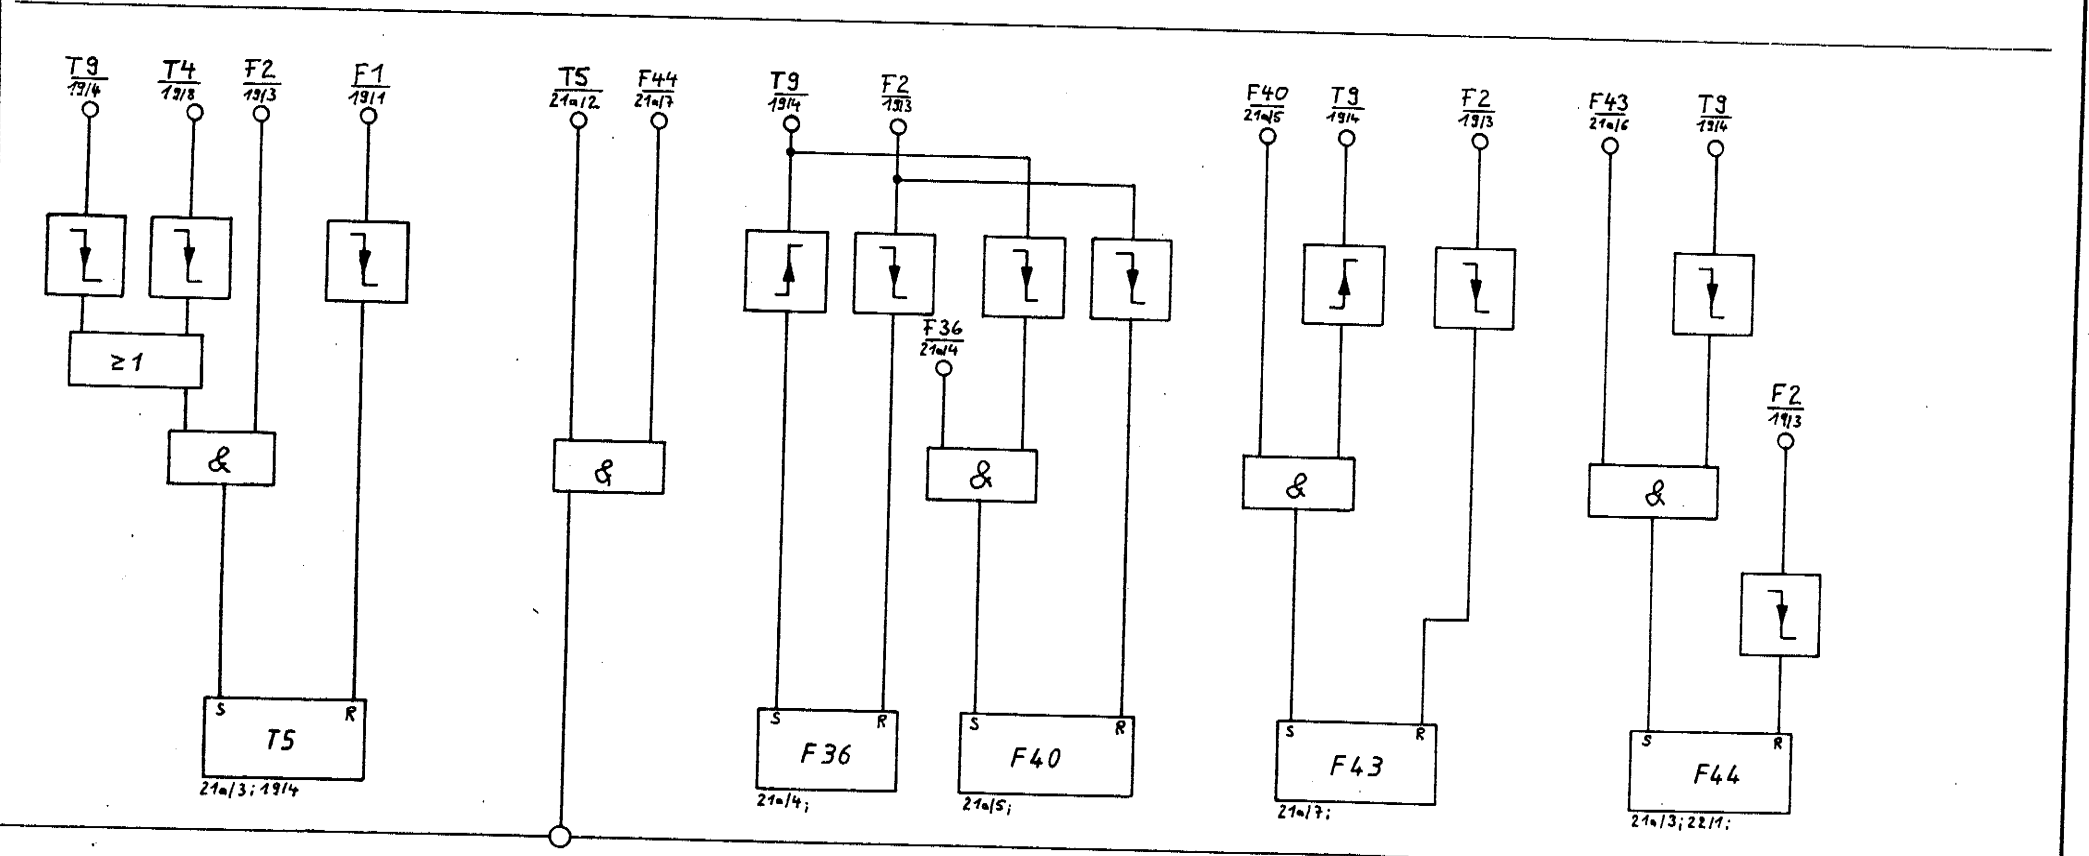 T9
19/4
T4
19/8
F2
19/3
F1
19/1
T5
21a/2
F44
21a/7
T9
19/4
F2
19/3
F40
21a/5
T9
19/4
F2
19/3
F43
21a/6
T9
19/4
F36
21a/4
F2
19/3
≥1
&
&
&
&
&
S R
T5
21a/3; 19/4
S R
F36
21a/4;
S R
F40
21a/5;
S R
F43
21a/7;
S R
F44
21a/3; 22/1;